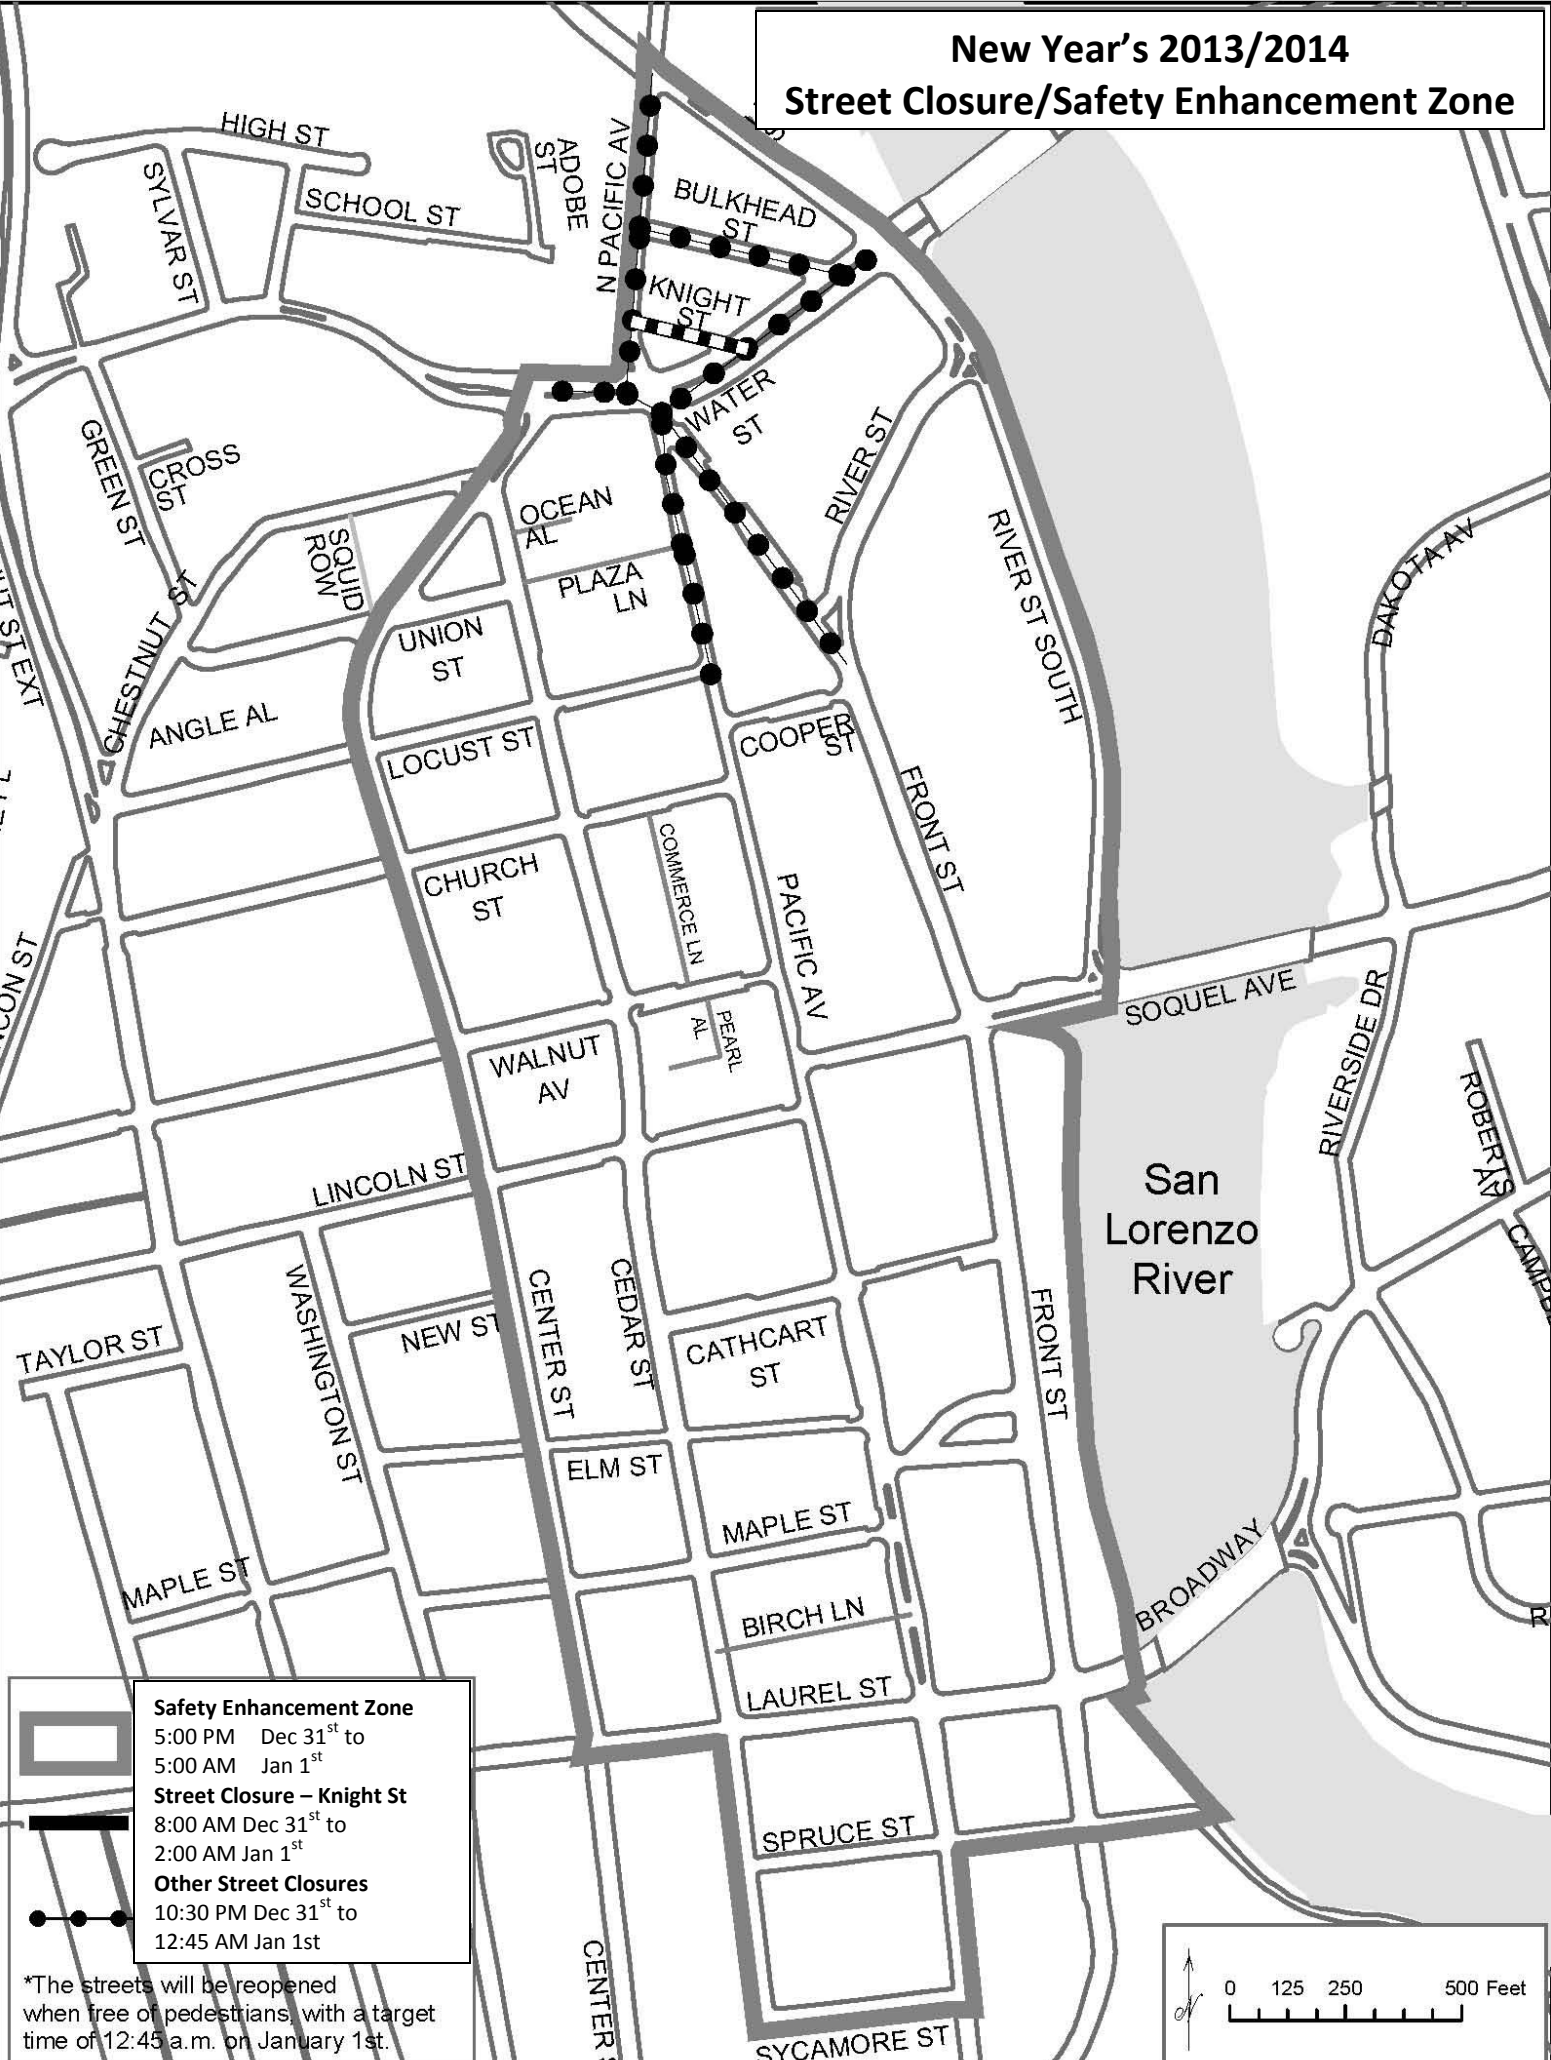 New Year’s 2013/2014
Street Closure/Safety Enhancement Zone
HIGH ST
SYLVAR ST
SCHOOL ST
ADOBE
ST
N PACIFIC AV
BULKHEAD
ST
KNIGHT
ST
WATER
ST
RIVER ST
GREEN ST
CROSS
ST
SQUID
ROW
OCEAN
AL
PLAZA
LN
UNION
ST
CHESTNUT ST
ST EXT
ANGLE AL
LOCUST ST
COOPER
ST
RIVER ST SOUTH
DAKOTA AV
FRONT ST
CHURCH
ST
COMMERCE LN
PACIFIC AV
SOQUEL AVE
RIVERSIDE DR
ST
WALNUT
AV
PEARL
AL
ROBERTS
AV
LINCOLN ST
San
Lorenzo
River
WASHINGTON ST
CENTER ST
CEDAR ST
FRONT ST
TAYLOR ST
NEW ST
CATHCART
ST
ELM ST
MAPLE ST
MAPLE ST
BROADWAY
BIRCH LN
LAUREL ST
SPRUCE ST
CENTER
SYCAMORE ST
Safety Enhancement Zone
5:00 PM Dec 31st to
5:00 AM Jan 1st
Street Closure – Knight St
8:00 AM Dec 31st to
2:00 AM Jan 1st
Other Street Closures
10:30 PM Dec 31st to
12:45 AM Jan 1st
*The streets will be reopened
when free of pedestrians, with a target
time of 12:45 a.m. on January 1st.
N
0 125 250 500 Feet